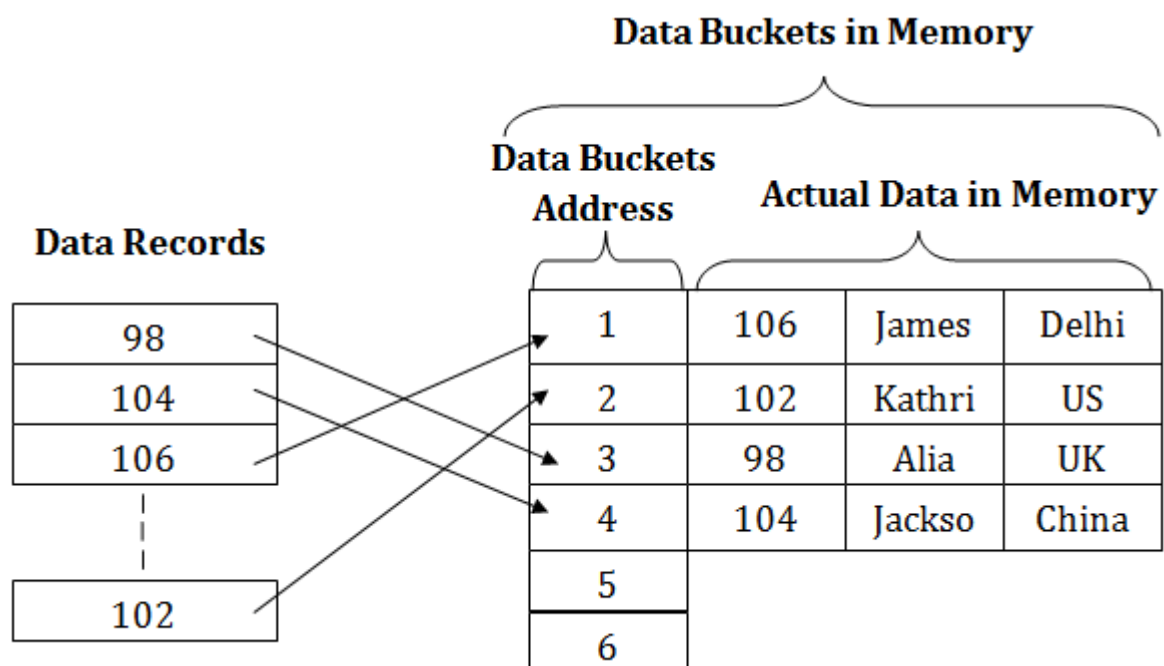 Data Buckets in Memory
Data Buckets
Address
Actual Data in Memory
Data Records
98
104
106
102
1 106 James Delhi
2 102 Kathri US
3 98 Alia UK
4 104 Jackso China
5
6